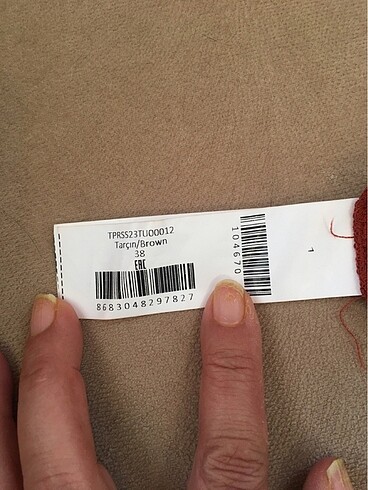 TPRSS23TU00012
Tarçın/Brown
38
EAC
8683048297827
104670
1